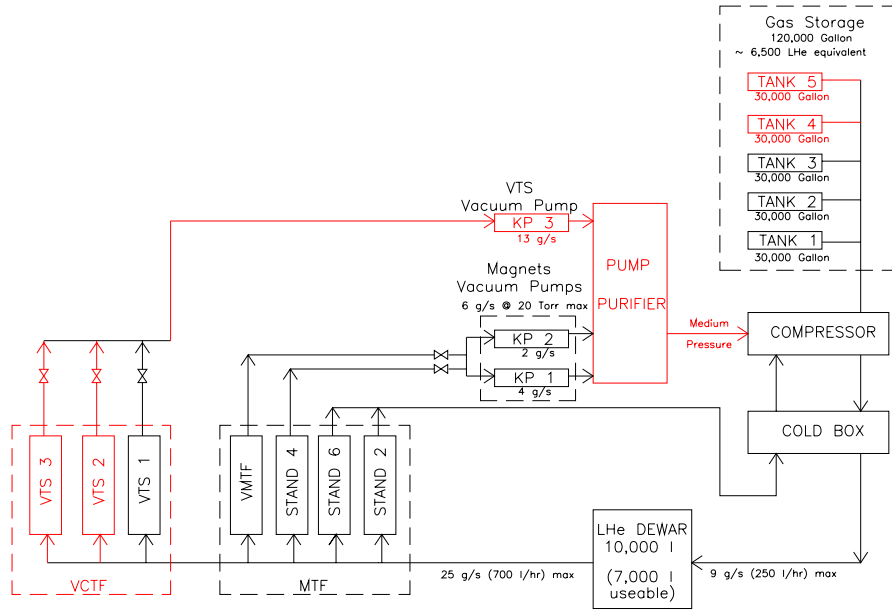 Gas Storage
120,000 Gallon
~ 6,500 LHe equivalent
TANK 5
30,000 Gallon
TANK 4
30,000 Gallon
TANK 3
30,000 Gallon
TANK 2
30,000 Gallon
TANK 1
30,000 Gallon
VTS
Vacuum Pump
KP 3
13 g/s
PUMP
PURIFIER
Magnets
Vacuum Pumps
6 g/s @ 20 Torr max
KP 2
2 g/s
KP 1
4 g/s
Medium
Pressure
COMPRESSOR
COLD BOX
VTS 3
VTS 2
VTS 1
VCTF
VMTF
STAND 4
STAND 6
STAND 2
MTF
25 g/s (700 l/hr) max
LHe DEWAR
10,000 l
(7,000 l
useable)
9 g/s (250 l/hr) max